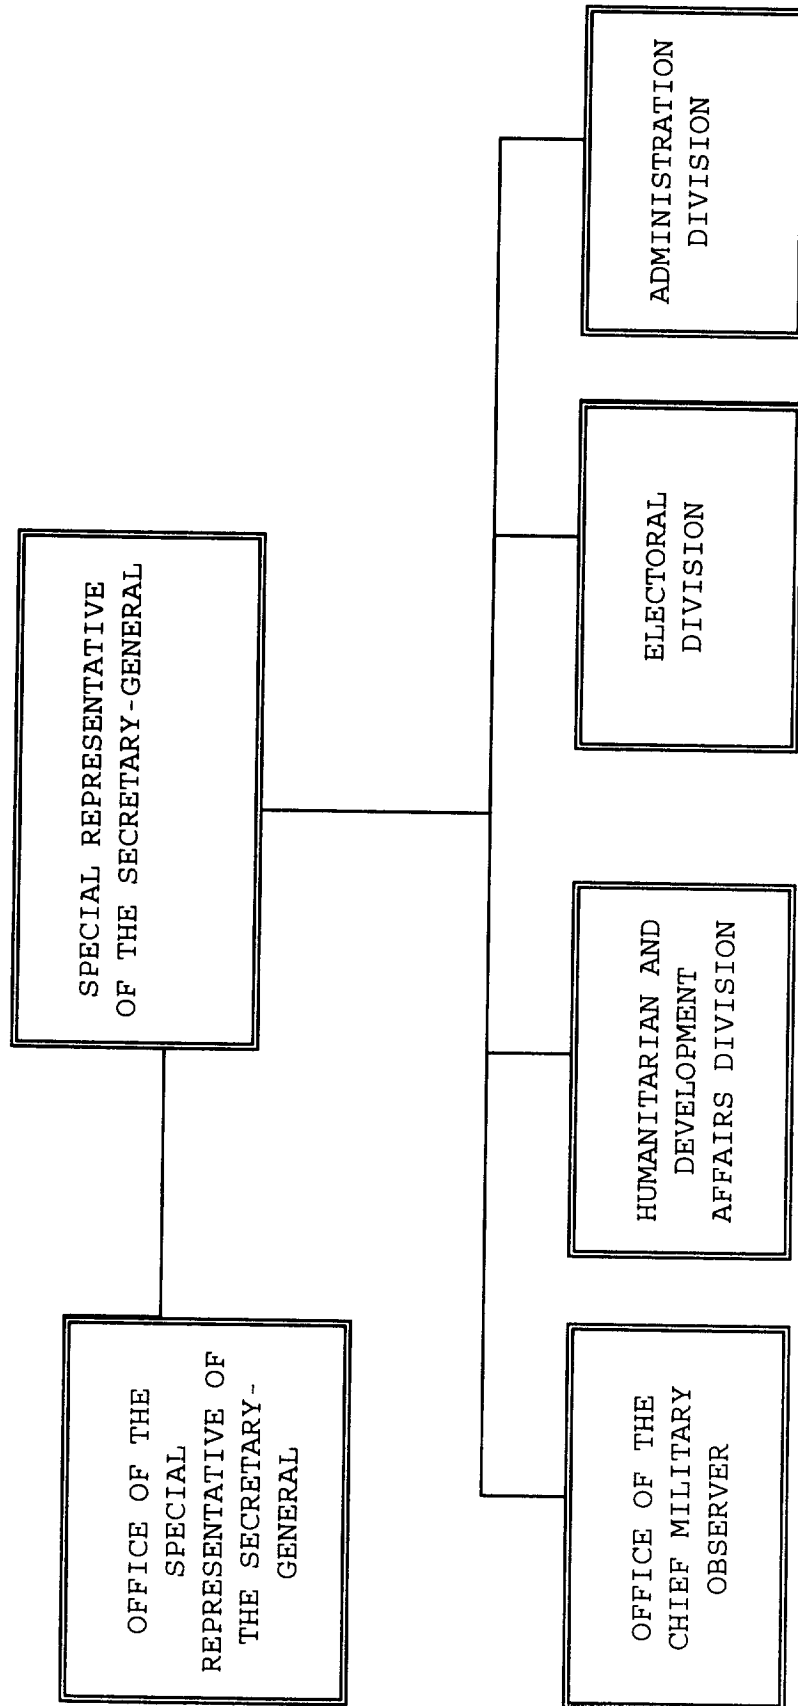 SPECIAL REPRESENTATIVE
OF THE SECRETARY-GENERAL
OFFICE OF THE
SPECIAL
REPRESENTATIVE OF
THE SECRETARY-
GENERAL
OFFICE OF THE
CHIEF MILITARY
OBSERVER
HUMANITARIAN AND
DEVELOPMENT
AFFAIRS DIVISION
ELECTORAL
DIVISION
ADMINISTRATION
DIVISION